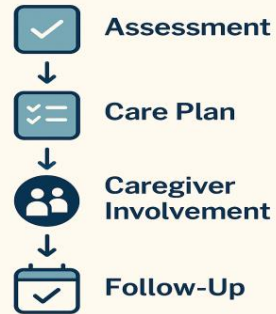 Assessment
Care Plan
Caregiver
Involvement
Follow-Up